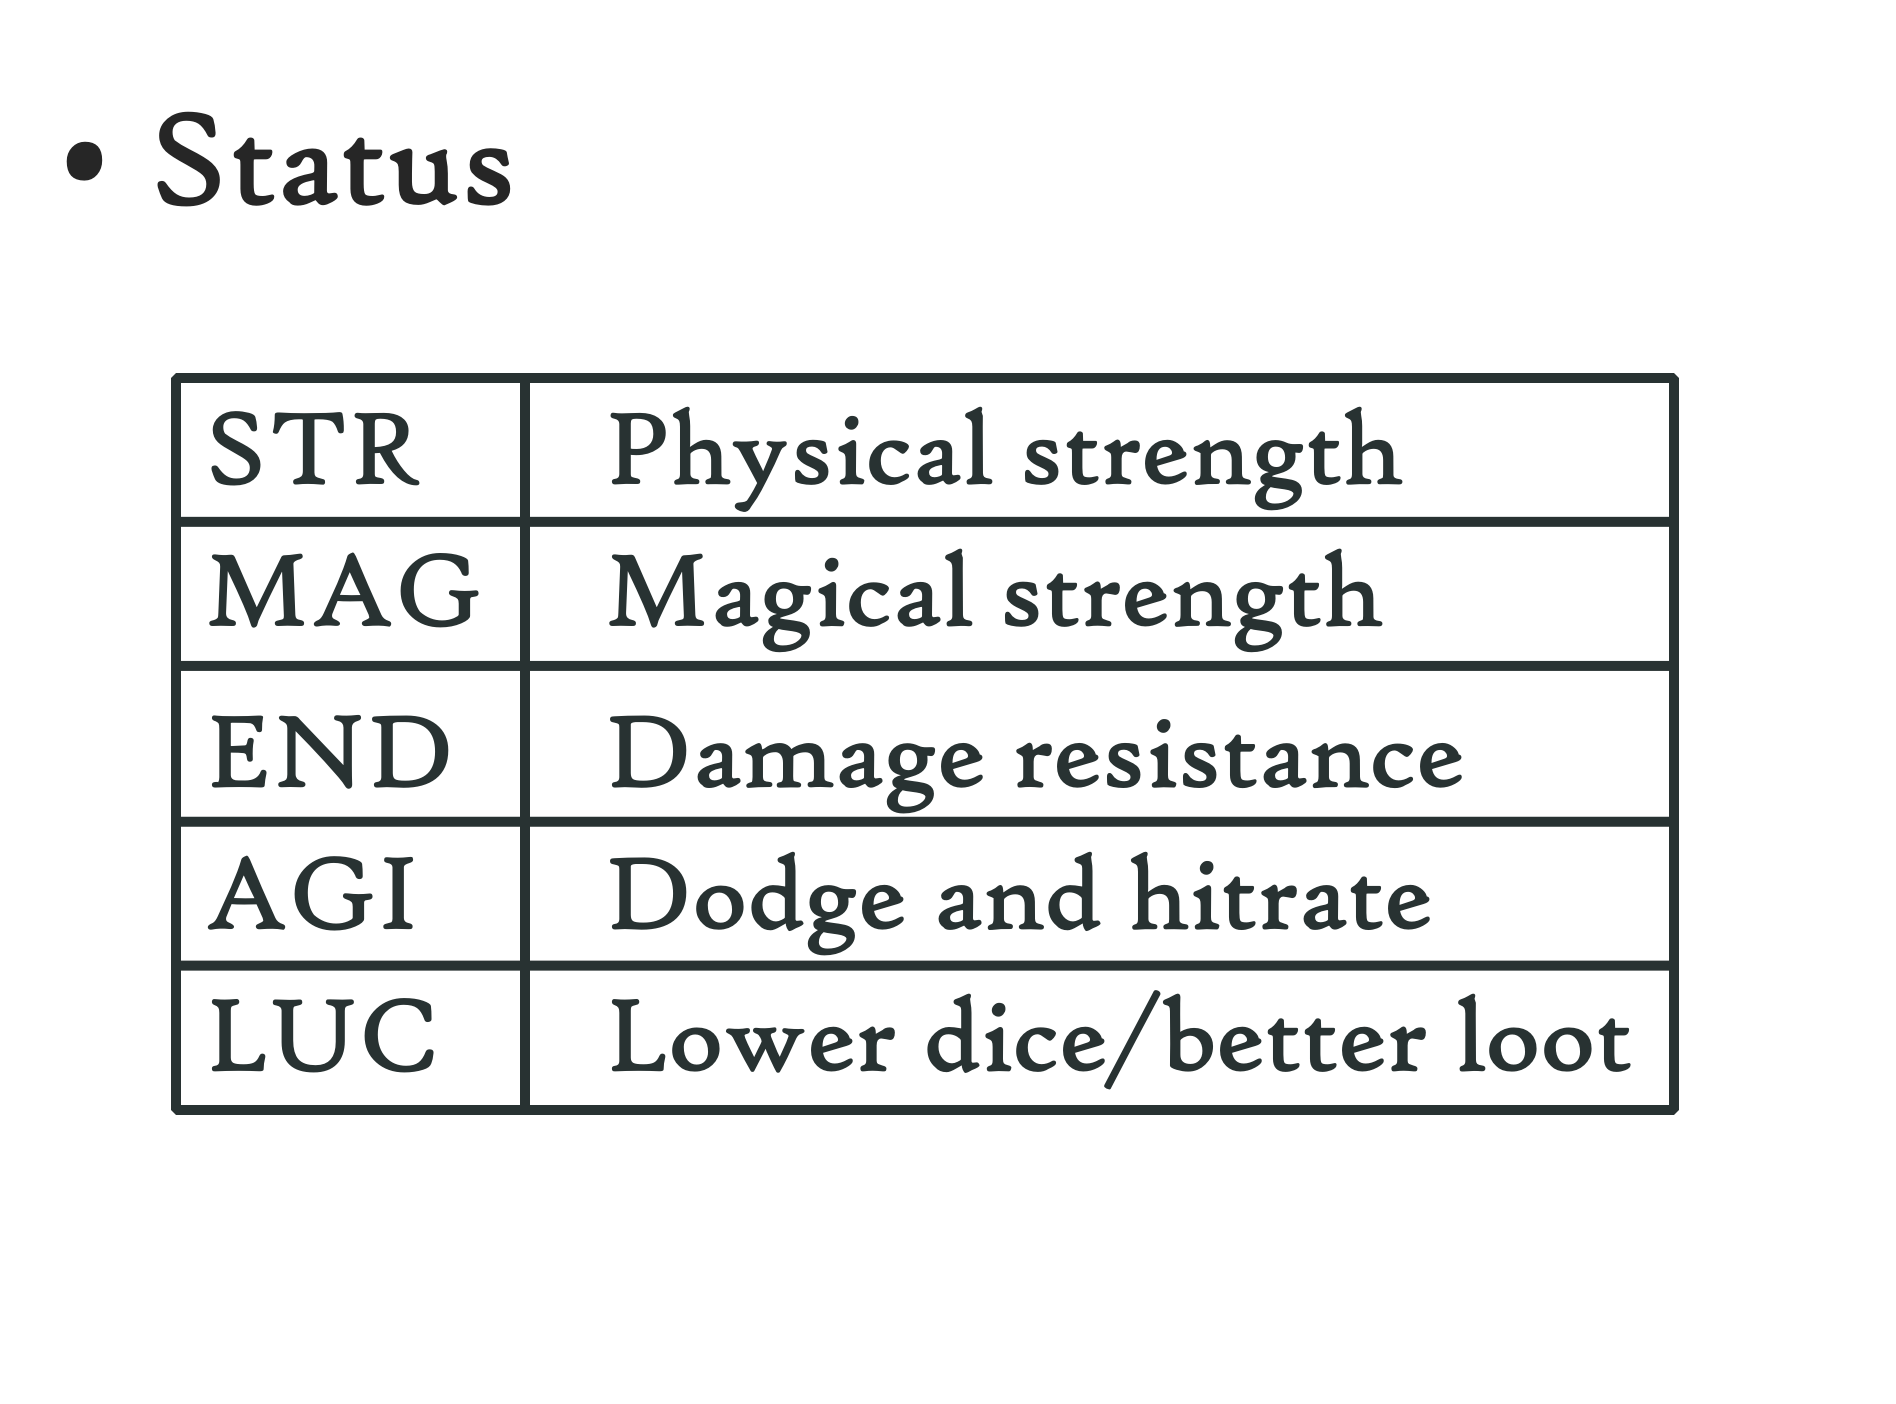 • Status
STR Physical strength
MAG Magical strength
END Damage resistance
AGI Dodge and hitrate
LUC Lower dice/better loot